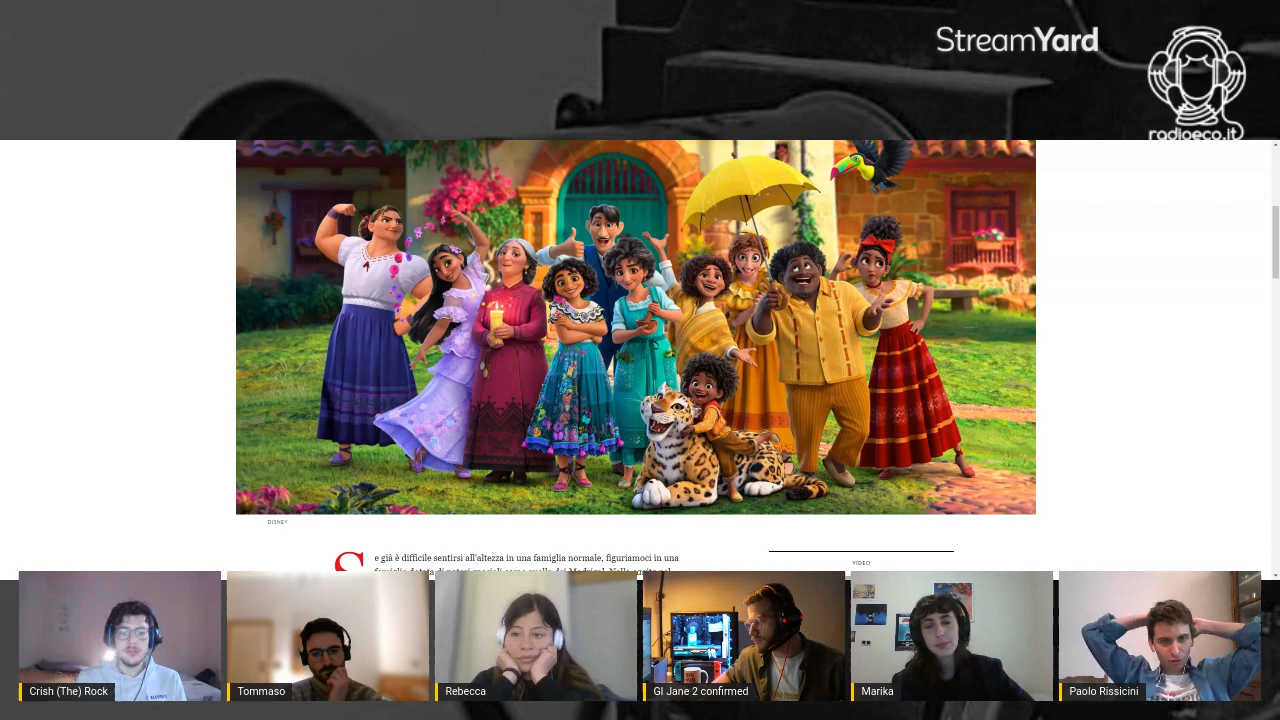 StreamYard
radioeco.it
DISNEY
Se già è difficile sentirsi all'altezza in una famiglia normale, figuriamoci in una
VIDEO
Crish (The) Rock
Tommaso
Rebecca
GI Jane 2 confirmed
Marika
Paolo Rissicini